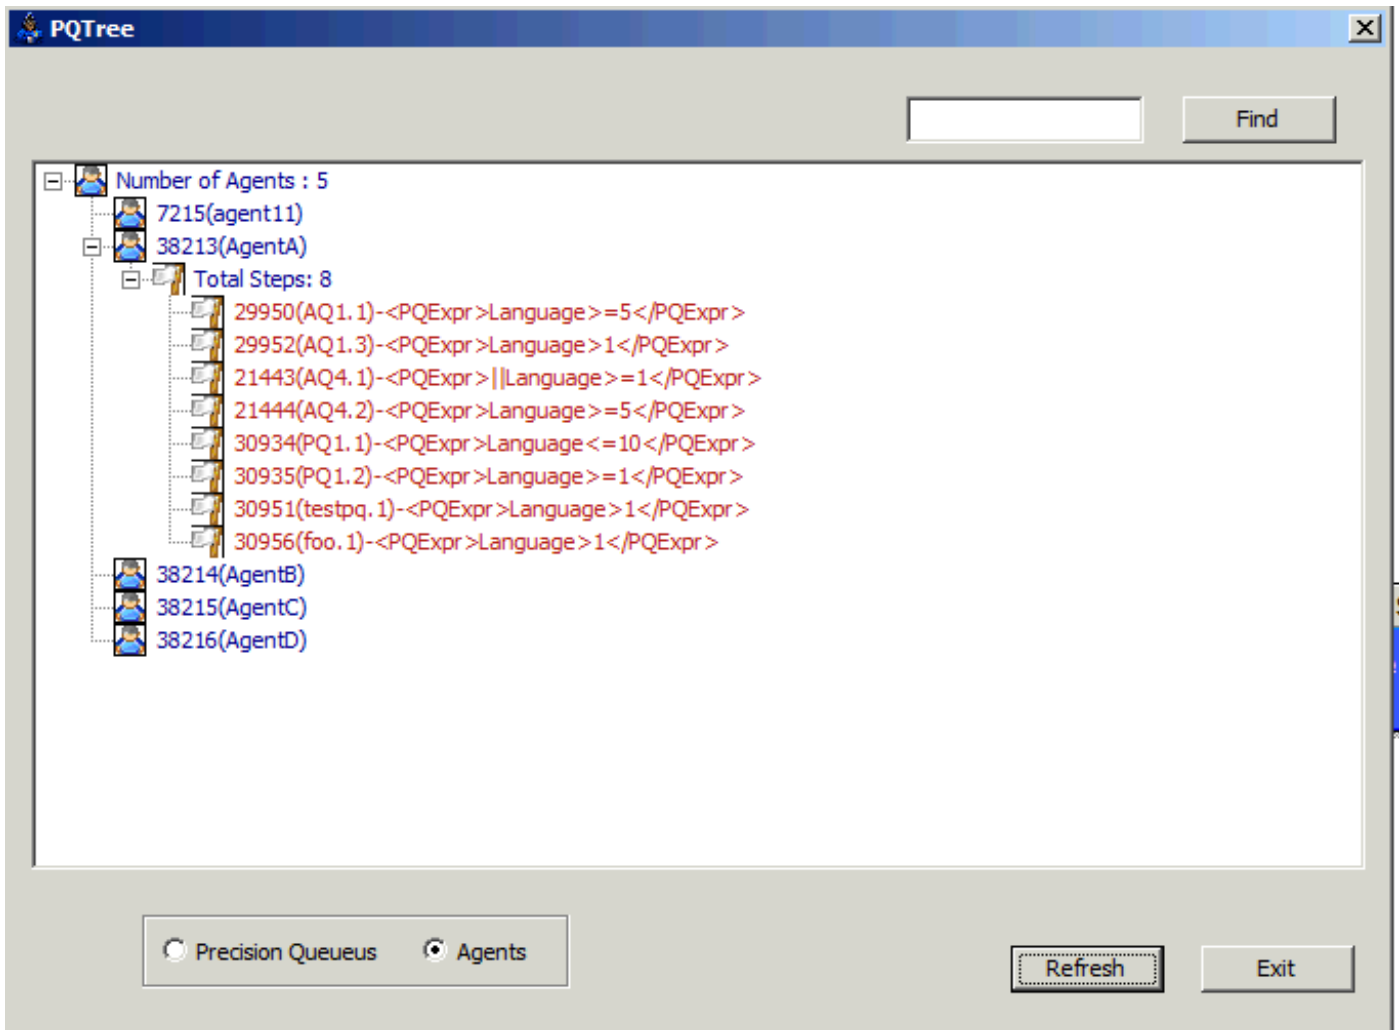 PQTree
Find
Number of Agents : 5
7215(agent11)
38213(AgentA)
Total Steps: 8
29950(AQ1.1)-<PQExpr>Language>=5</PQExpr>
29952(AQ1.3)-<PQExpr>Language>1</PQExpr>
21443(AQ4.1)-<PQExpr>||Language>=1</PQExpr>
21444(AQ4.2)-<PQExpr>Language>=5</PQExpr>
30934(PQ1.1)-<PQExpr>Language<=10</PQExpr>
30935(PQ1.2)-<PQExpr>Language>=1</PQExpr>
30951(testpq.1)-<PQExpr>Language>1</PQExpr>
30956(foo.1)-<PQExpr>Language>1</PQExpr>
38214(AgentB)
38215(AgentC)
38216(AgentD)
Precision Queueus Agents
Refresh Exit